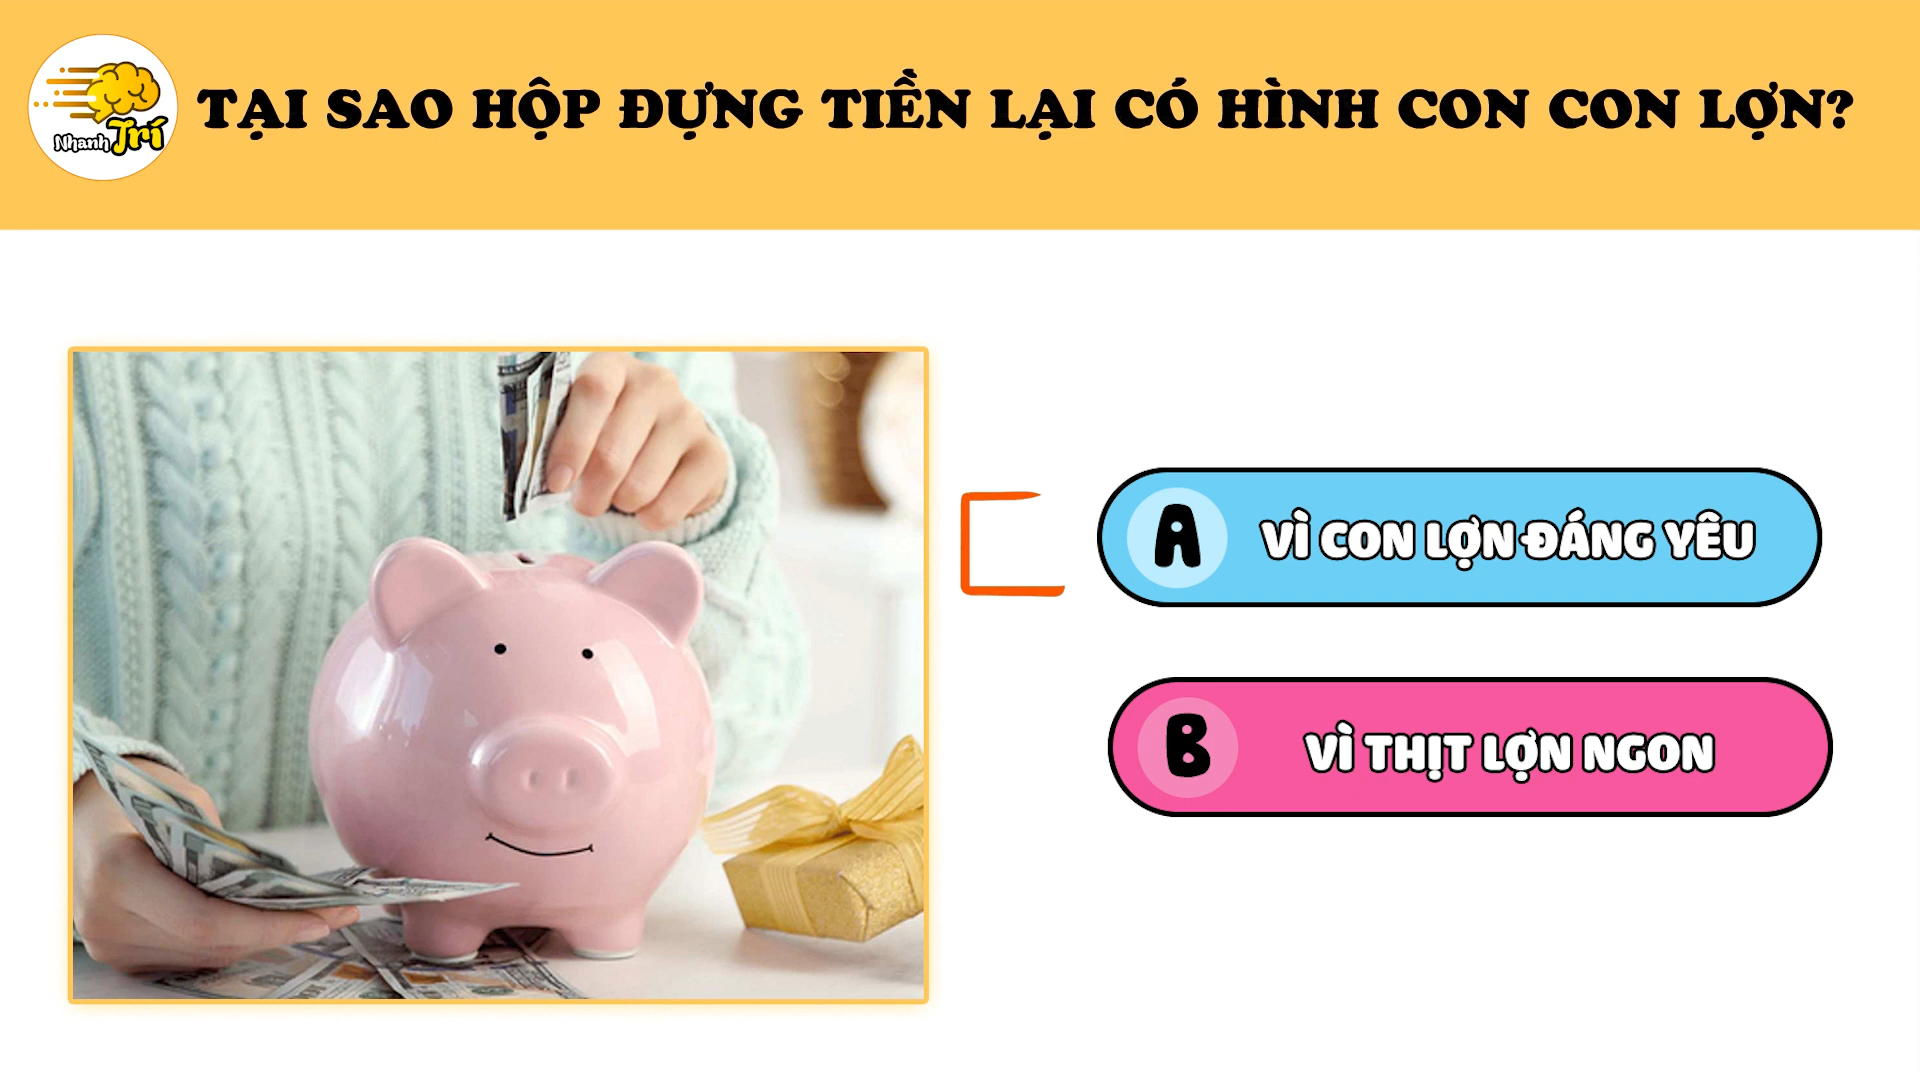 Nhanh Trí
TẠI SAO HỘP ĐỰNG TIỀN LẠI CÓ HÌNH CON CON LỢN?
A VÌ CON LỢN ĐÁNG YÊU
B VÌ THỊT LỢN NGON